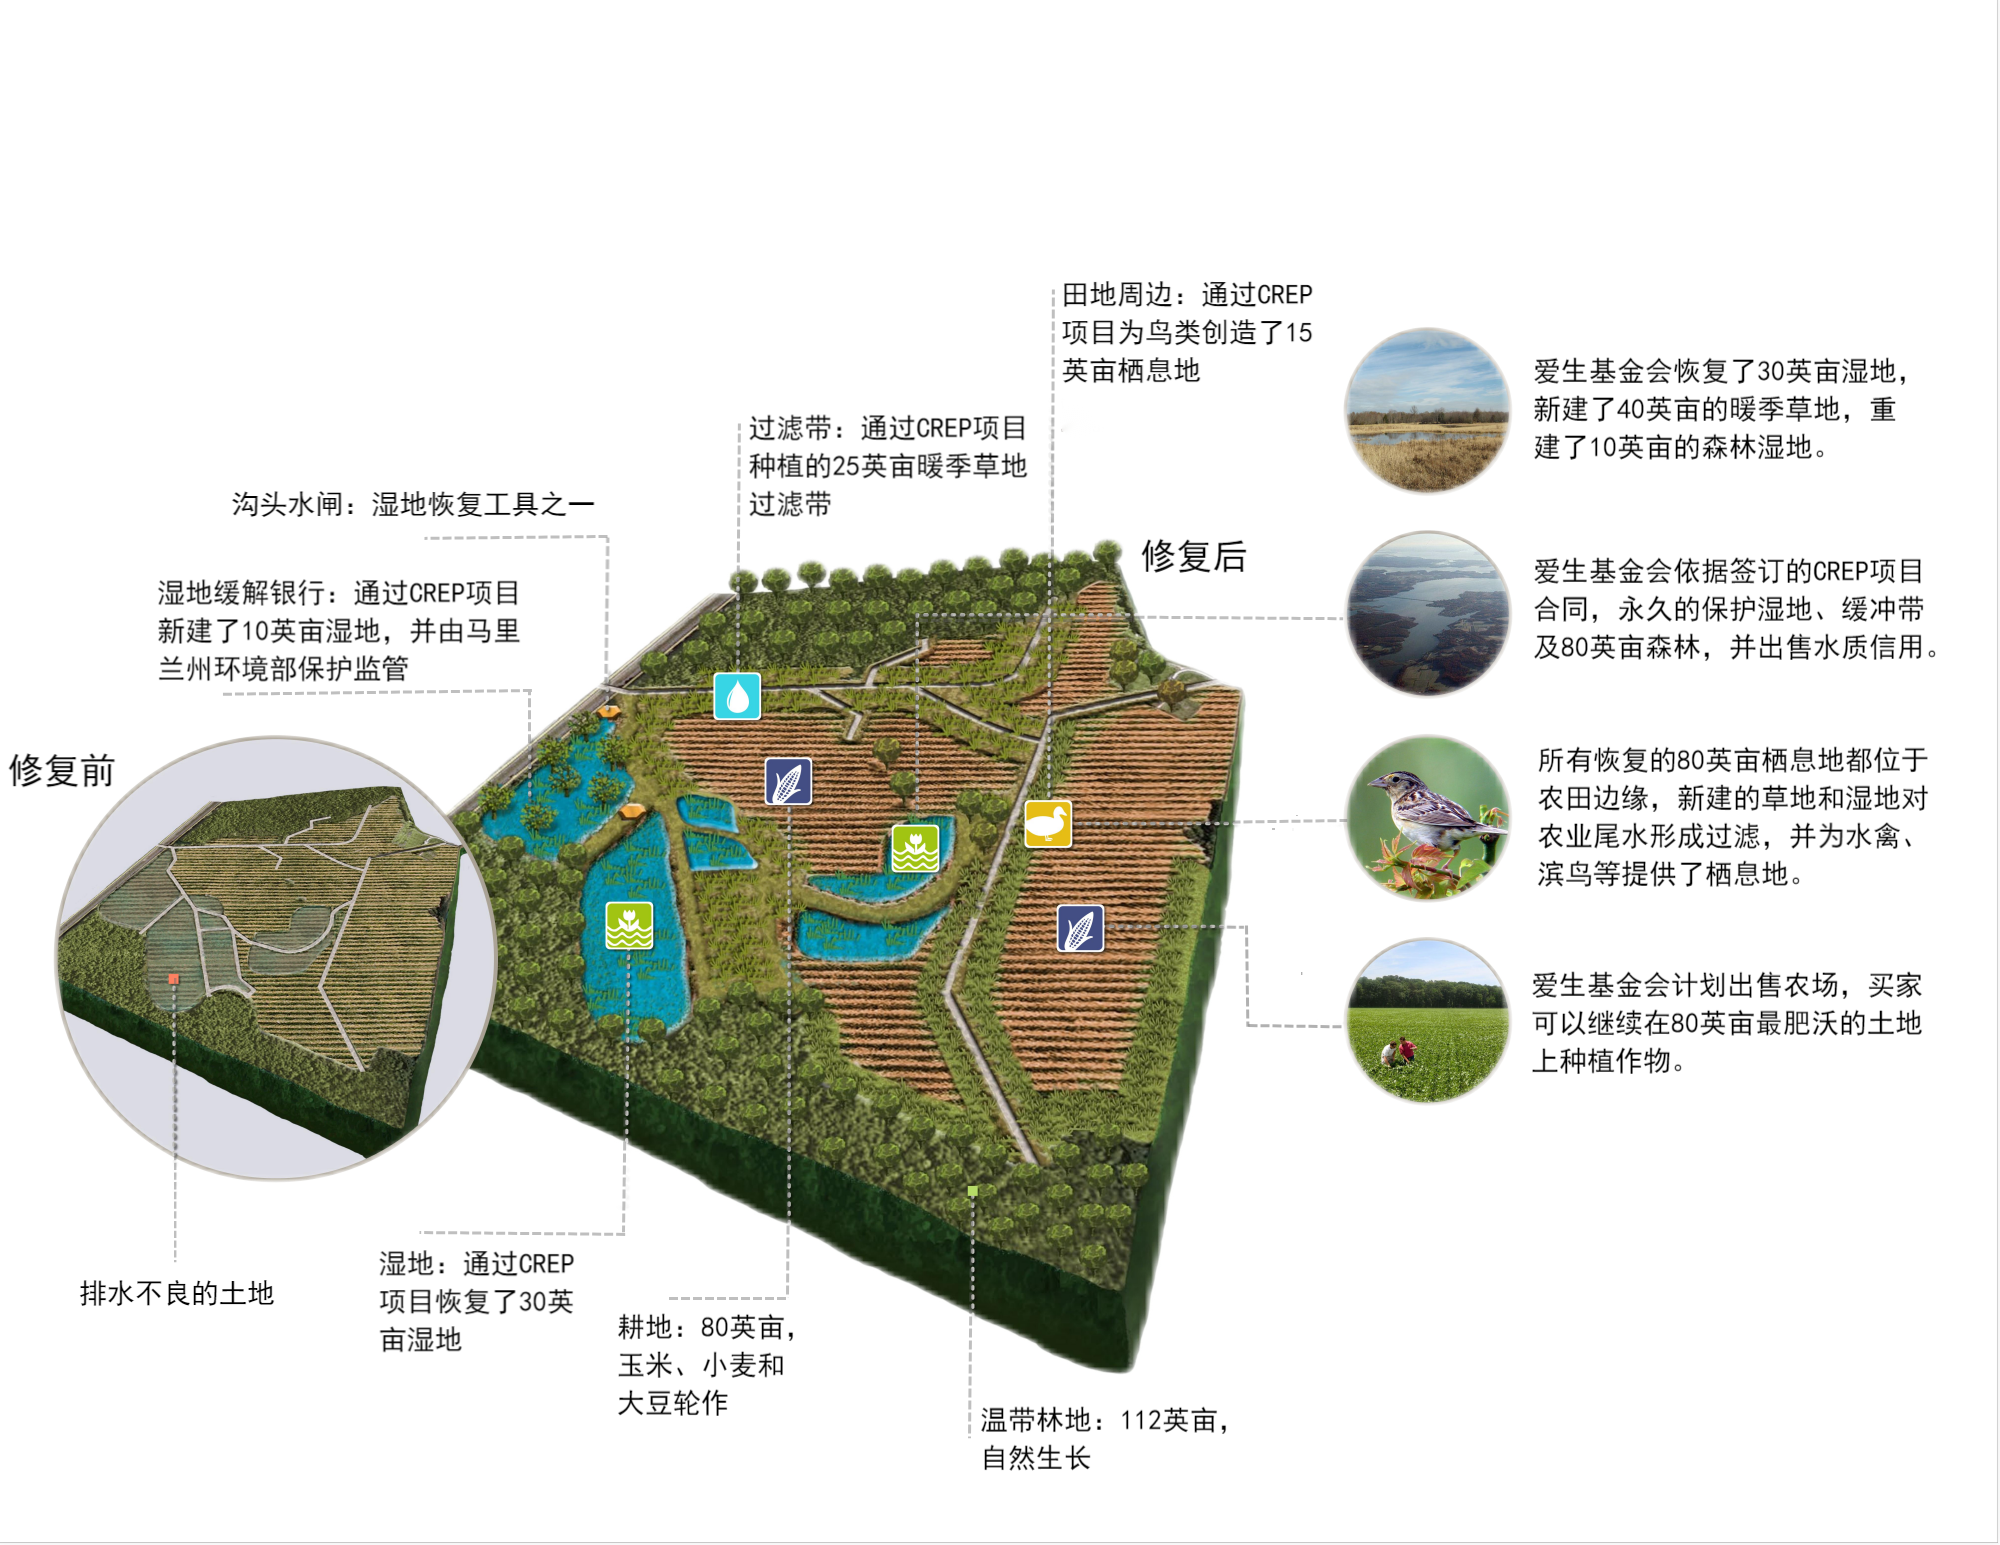 田地周边：通过CREP
项目为鸟类创造了15
英亩栖息地
过滤带：通过CREP项目
种植的25英亩暖季草地
过滤带
沟头水闸：湿地恢复工具之一
湿地缓解银行：通过CREP项目
新建了10英亩湿地，并由马里
兰州环境部保护监管
修复前
修复后
爱生基金会恢复了30英亩湿地，
新建了40英亩的暖季草地，重
建了10英亩的森林湿地。
爱生基金会依据签订的CREP项目
合同，永久的保护湿地、缓冲带
及80英亩森林，并出售水质信用。
所有恢复的80英亩栖息地都位于
农田边缘，新建的草地和湿地对
农业尾水形成过滤，并为水禽、
滨鸟等提供了栖息地。
爱生基金会计划出售农场，买家
可以继续在80英亩最肥沃的土地
上种植作物。
排水不良的土地
湿地：通过CREP
项目恢复了30英
亩湿地
耕地：80英亩，
玉米、小麦和
大豆轮作
温带林地：112英亩，
自然生长